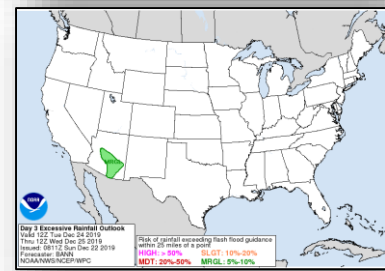 MRGL
NOAA
Day 3 Excessive Rainfall Outlook
Valid 12Z Tue Dec 24 2019
Thru 12Z Wed Dec 25 2019
Issued: 0811Z Sun Dec 22 2019
Forecaster: BANN
NOAA/NWS/NCEP/WPC
Risk of rainfall exceeding flash flood guidance
within 25 miles of a point
HIGH: > 50% SLGT: 10%-20%
MDT: 20%-50% MRGL: 5%-10%